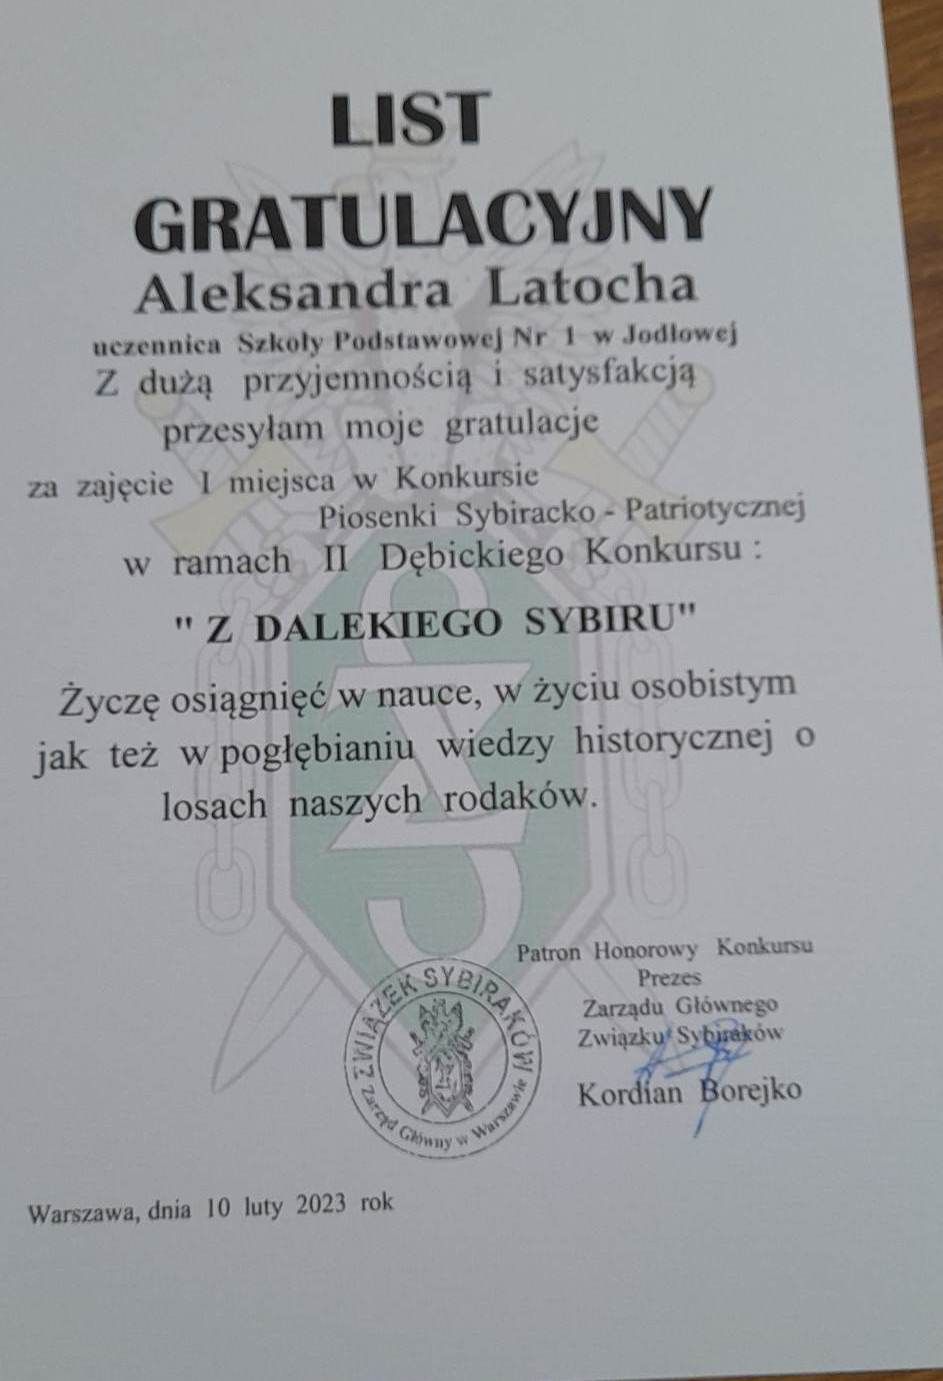 LIST
GRATULACYJNY
Aleksandra Latocha
uczennica Szkoły Podstawowej Nr 1 w Jodłowej
Z dużą przyjemnością i satysfakcją
przesyłam moje gratulacje
za zajęcie I miejsca w Konkursie
Piosenki Sybiracko - Patriotycznej
w ramach II Dębickiego Konkursu :
" Z DALEKIEGO SYBIRU"
Życzę osiągnięć w nauce, w życiu osobistym
jak też w pogłębianiu wiedzy historycznej o
losach naszych rodaków.
Patron Honorowy Konkursu
Prezes
Zarządu Głównego
Związku Sybiraków
Kordian Borejko
ZWIĄZEK SYBIRAKÓW
Zarząd Główny w Warszawie
Warszawa, dnia 10 luty 2023 rok